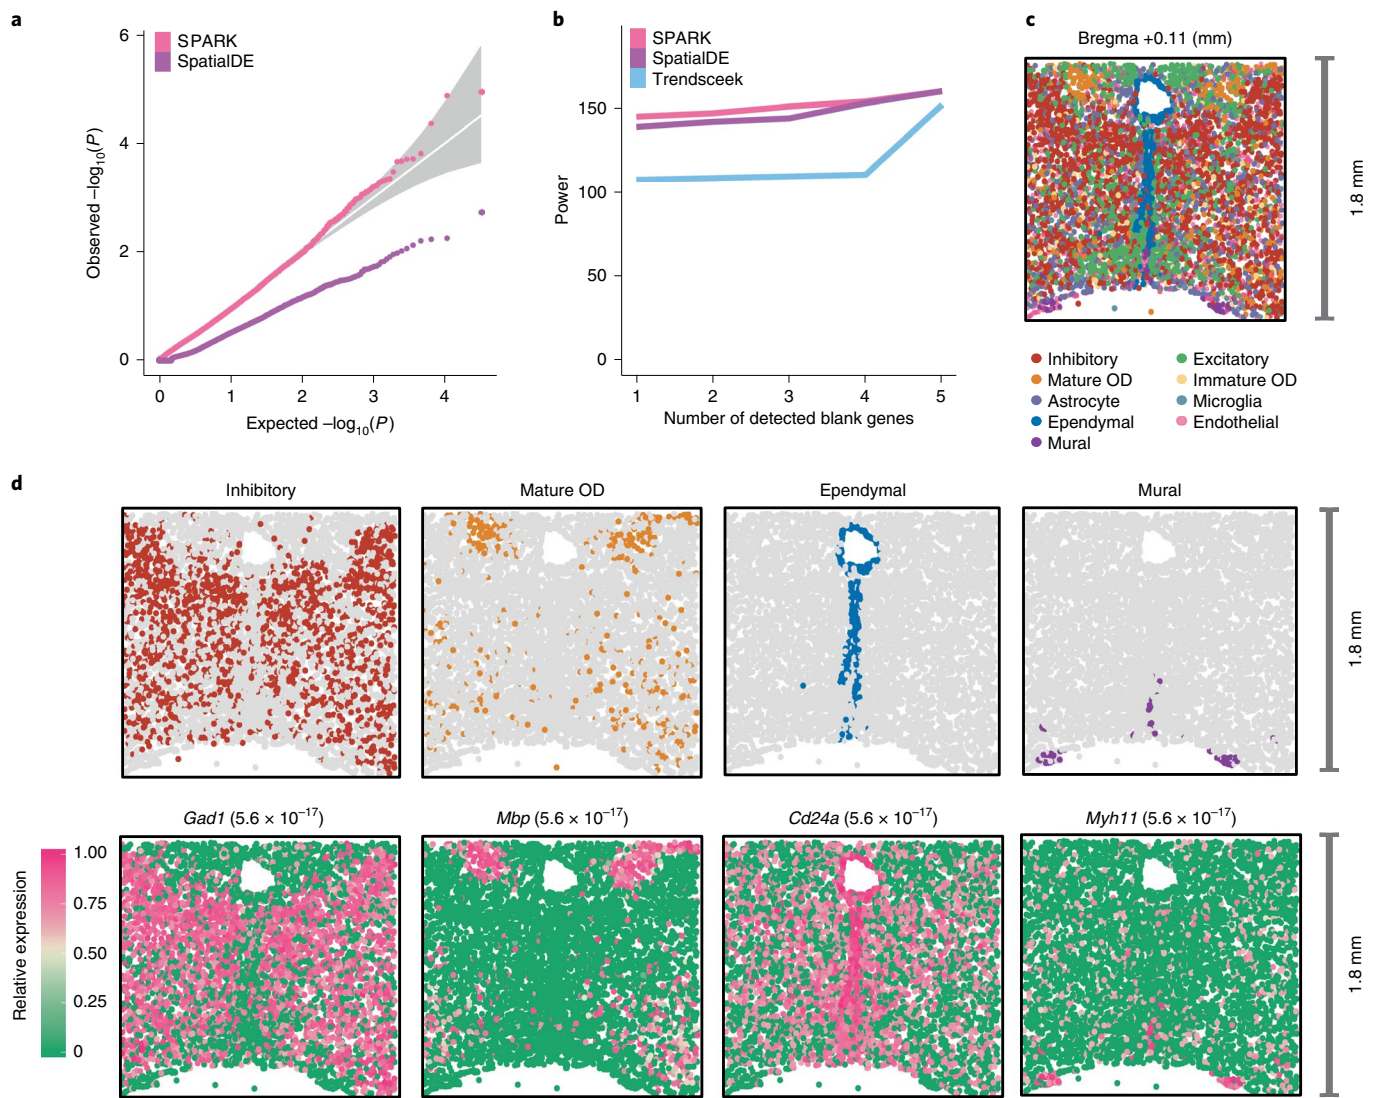 a
SPARK
SpatialDE
6
4
2
0
Observed –log10(P)
0
1
2
3
4
Expected –log10(P)
b
SPARK
SpatialDE
Trendsceek
150
100
50
0
Power
1
2
3
4
5
Number of detected blank genes
c
Bregma +0.11 (mm)
1.8 mm
Inhibitory
Excitatory
Mature OD
Immature OD
Astrocyte
Microglia
Ependymal
Endothelial
Mural
d
Inhibitory
Mature OD
Ependymal
Mural
1.8 mm
Gad1 (5.6 × 10–17)
Mbp (5.6 × 10–17)
Cd24a (5.6 × 10–17)
Myh11 (5.6 × 10–17)
Relative expression
1.00
0.75
0.50
0.25
0
1.8 mm